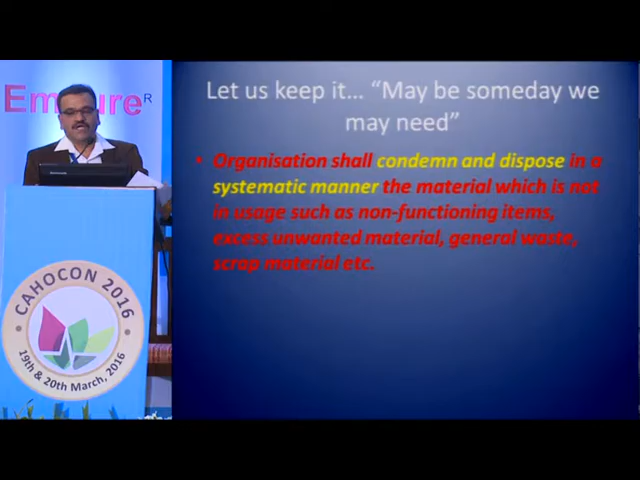 Let us keep it... “May be someday we
may need”
• Organisation shall condemn and dispose in a
systematic manner the material which is not
in usage such as non-functioning items,
excess unwanted material, general waste,
scrap material etc.
CAHOCON 2016
19th & 20th March, 2016